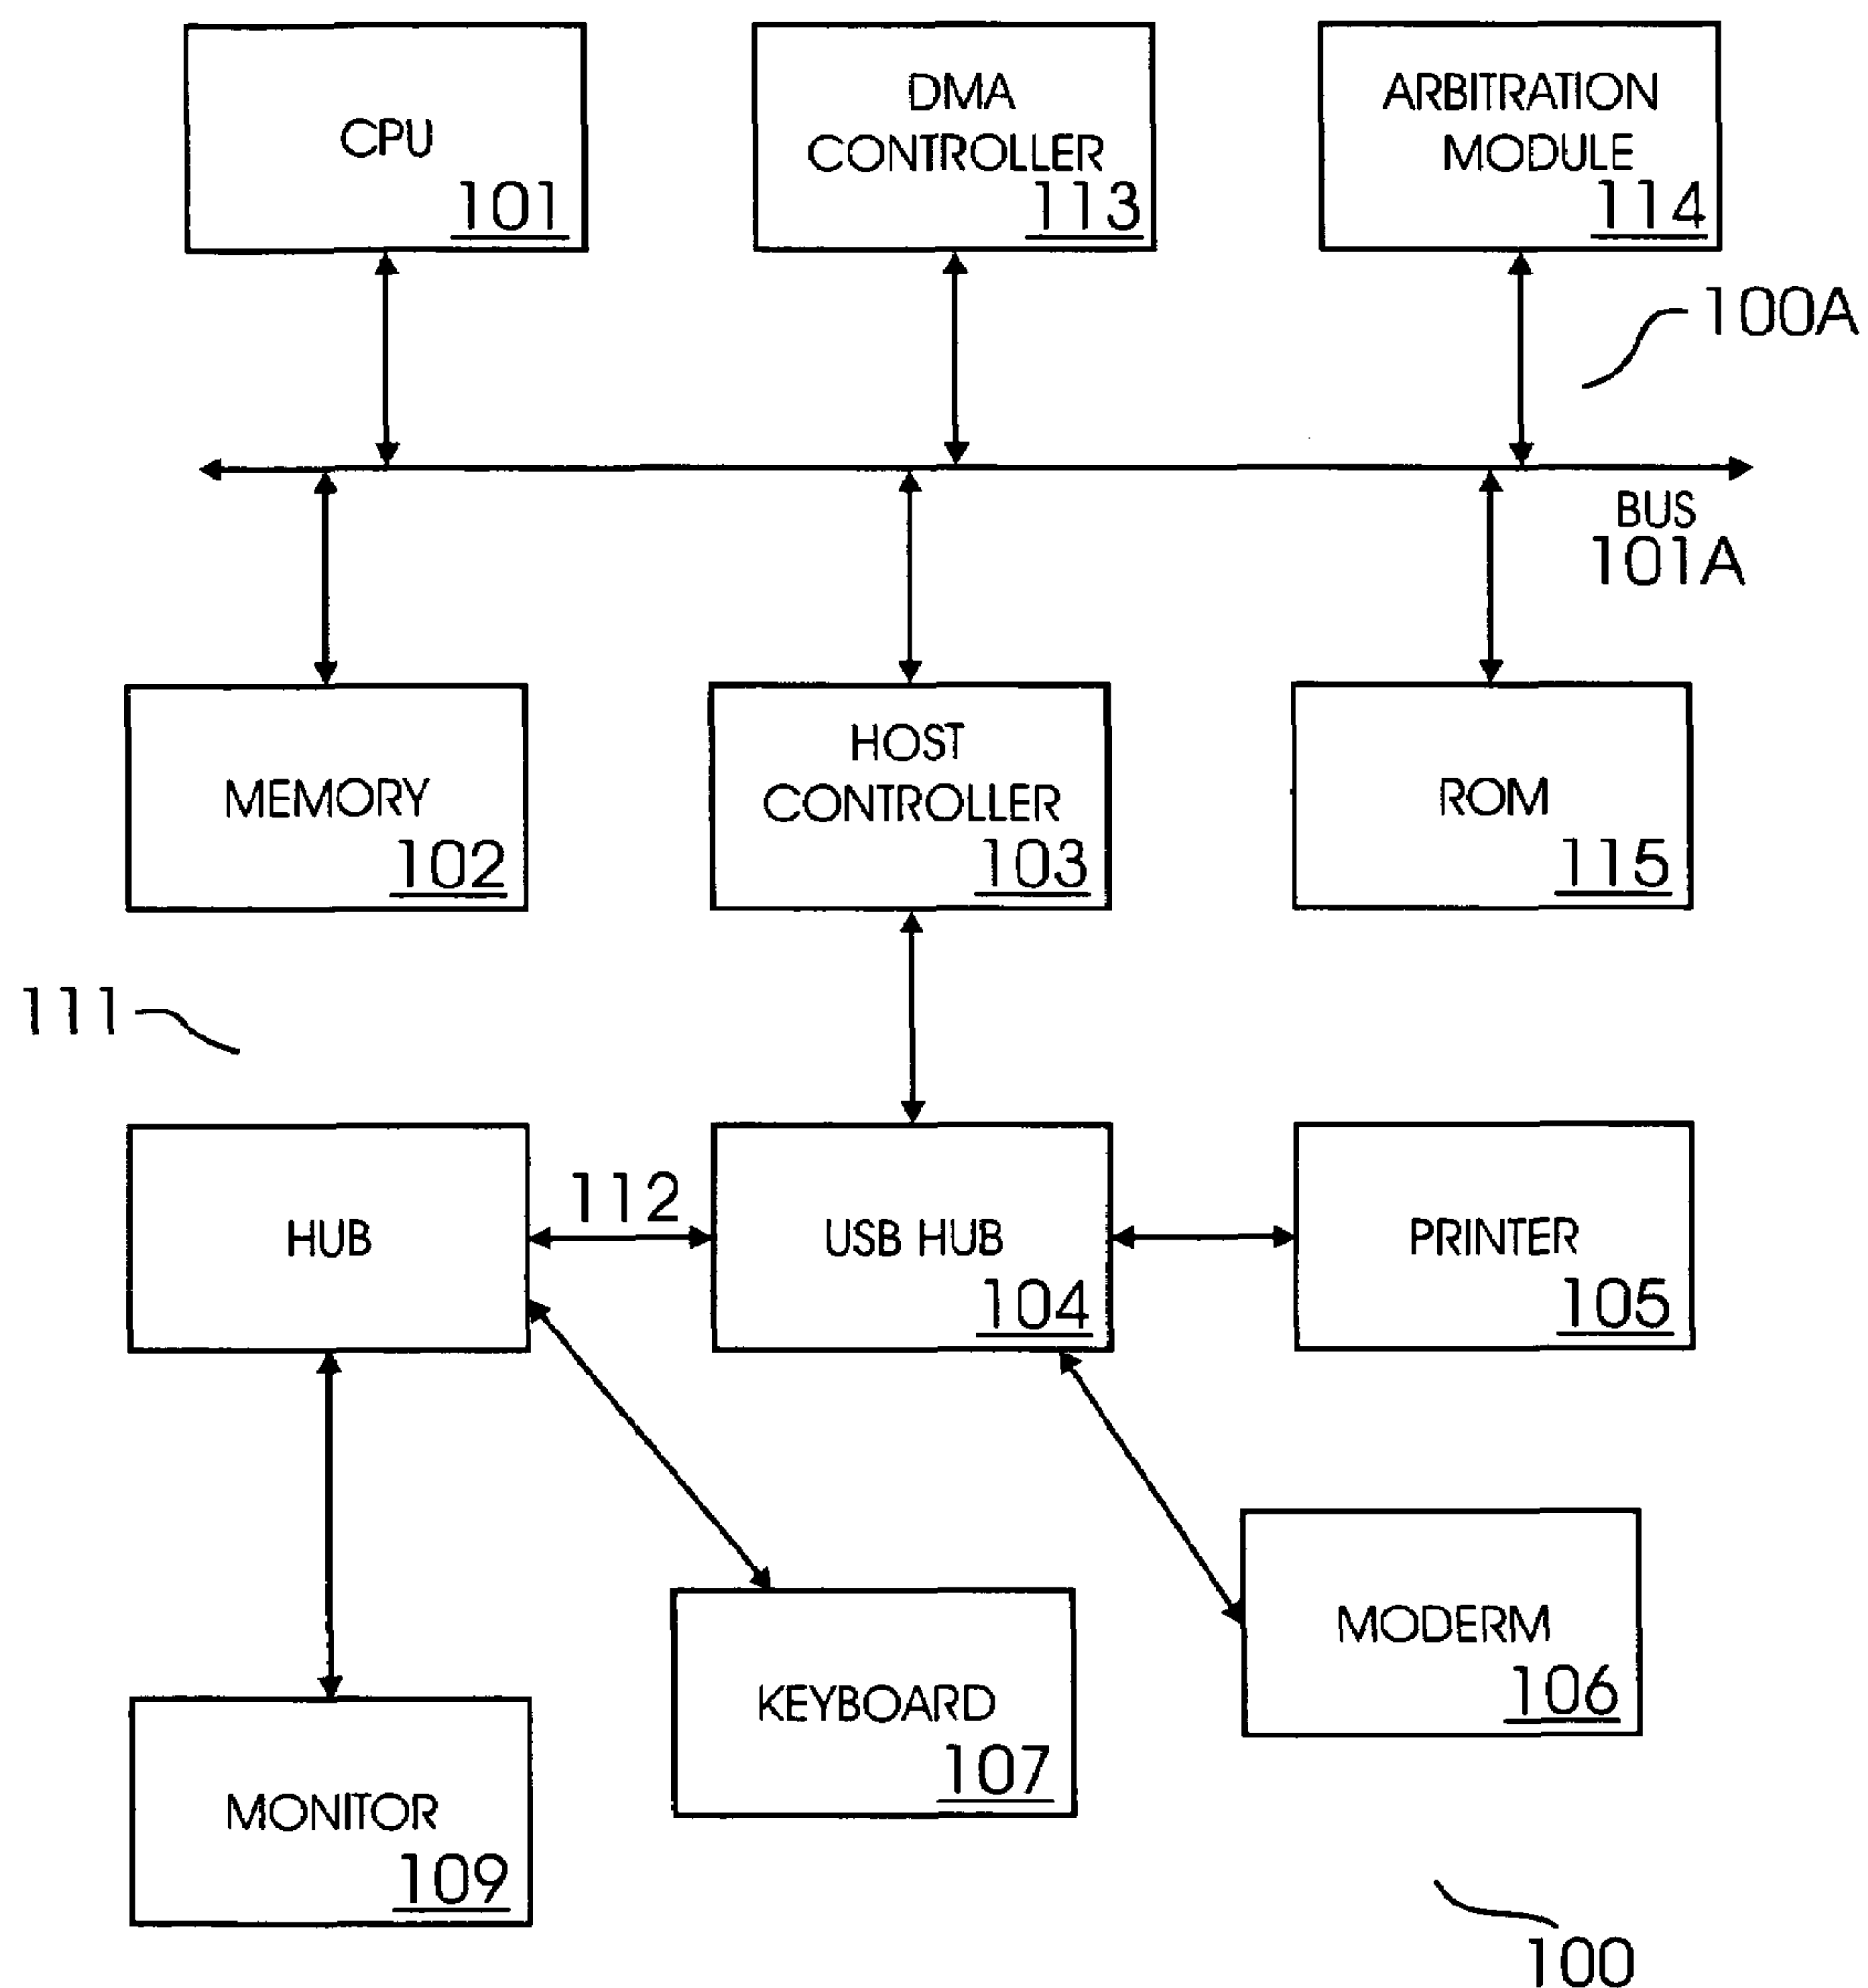 CPU
101
DMA
CONTROLLER
113
ARBITRATION
MODULE
114
100A
BUS
101A
MEMORY
102
HOST
CONTROLLER
103
ROM
115
111
HUB
112
USB HUB
104
PRINTER
105
MODERM
106
KEYBOARD
107
MONITOR
109
100